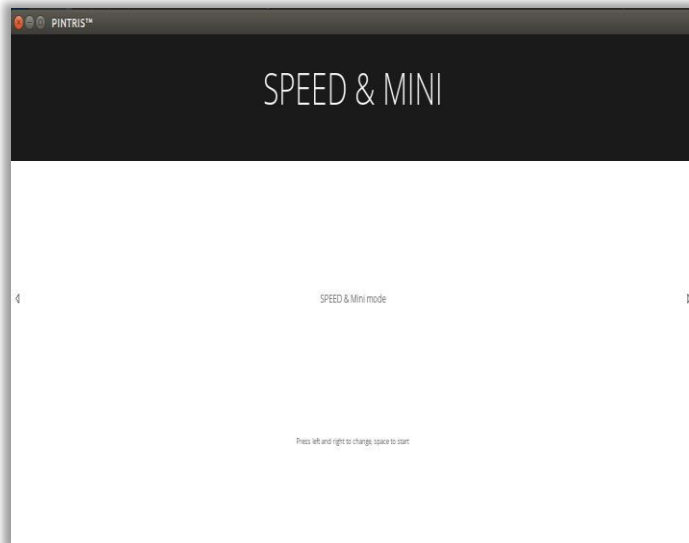 PINTRIS™
SPEED & MINI
SPEED & Mini mode
Press left and right to change, space to start